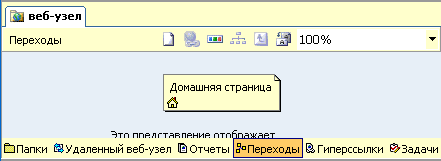 веб-узел
Переходы 100%
Домашняя страница
Это представление отображает
Папки Удаленный веб-узел Отчеты Переходы Гиперссылки Задачи